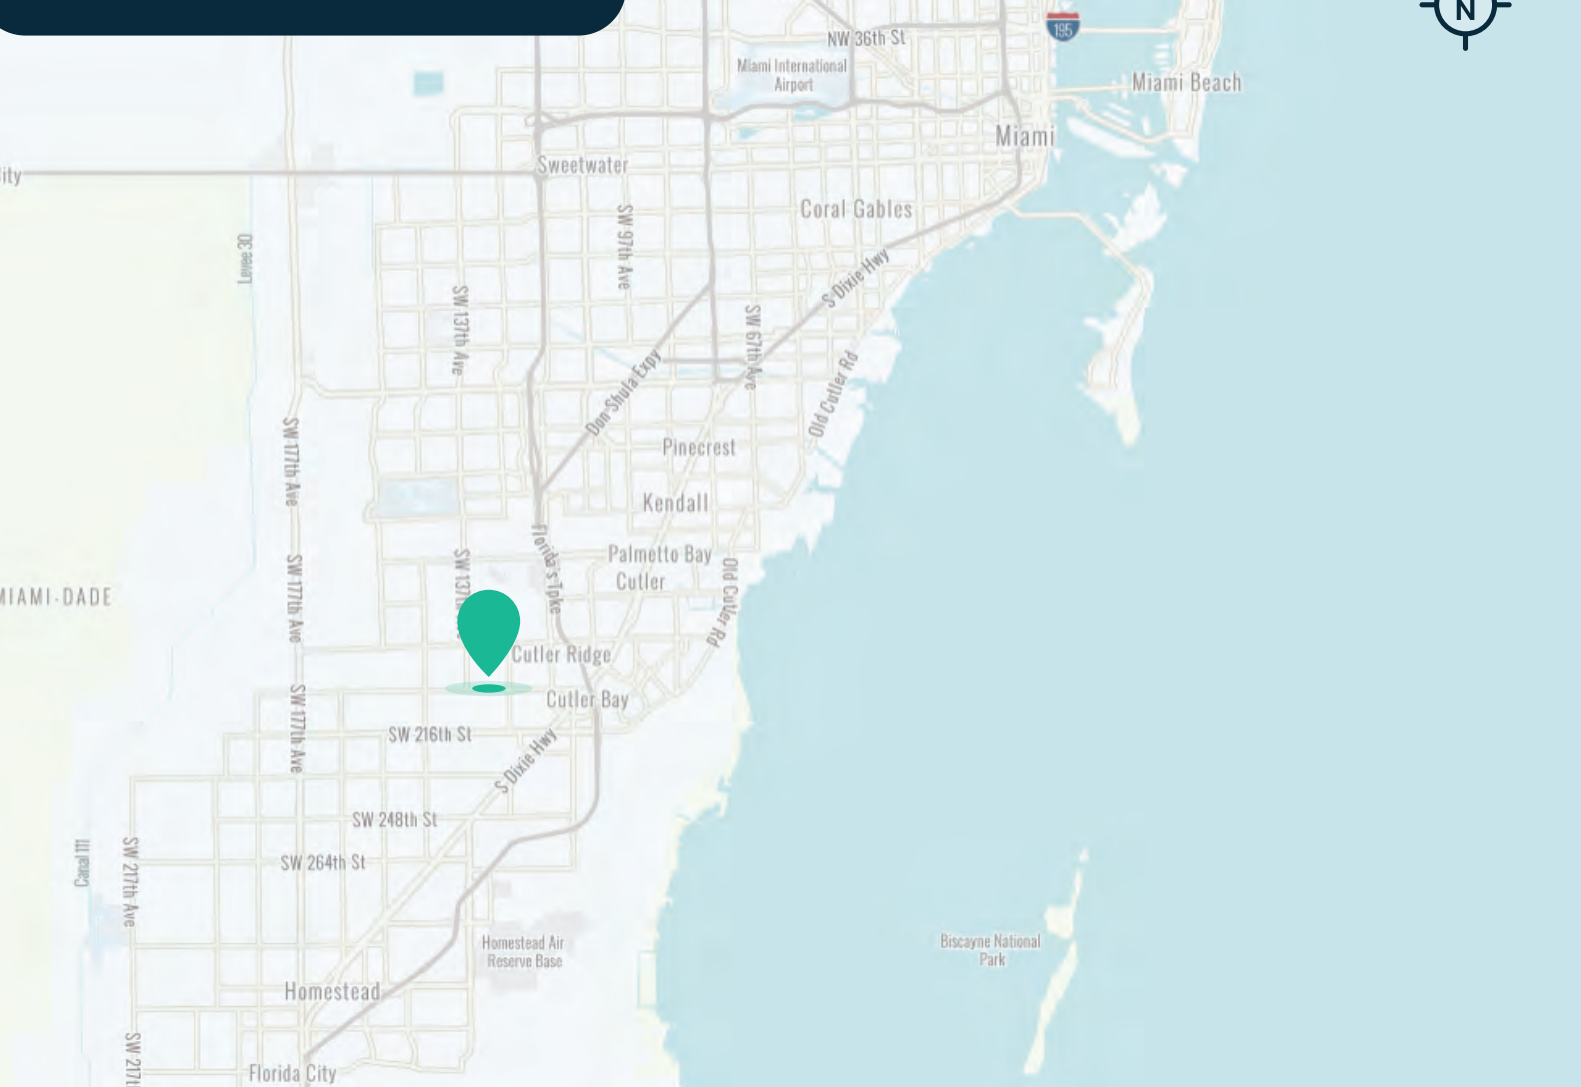 N
195
NW 36th St
Miami International
Airport
Miami Beach
Miami
Sweetwater
ity
Coral Gables
SW 97th Ave
Levee 30
S Dixie Hwy
SW 137th Ave
SW 67th Ave
Don Shula Expy
Old Cutler Rd
SW 177th Ave
Pinecrest
Kendall
Florida's Tpke
Palmetto Bay
Cutler
SW 137th
SW 177th Ave
Old Cutler Rd
MIAMI-DADE
Cutler Ridge
Cutler Bay
SW 177th Ave
SW 216th St
S Dixie Hwy
SW 248th St
SW 264th St
Canal 111
SW 217th Ave
Homestead Air
Reserve Base
Biscayne National
Park
Homestead
SW 217t
Florida City